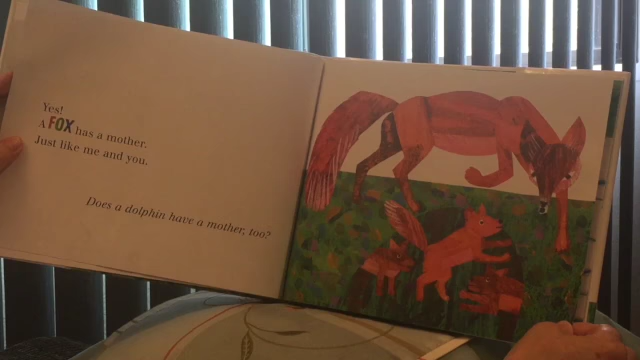 Yes!
A FOX has a mother.
Just like me and you.
Does a dolphin have a mother, too?